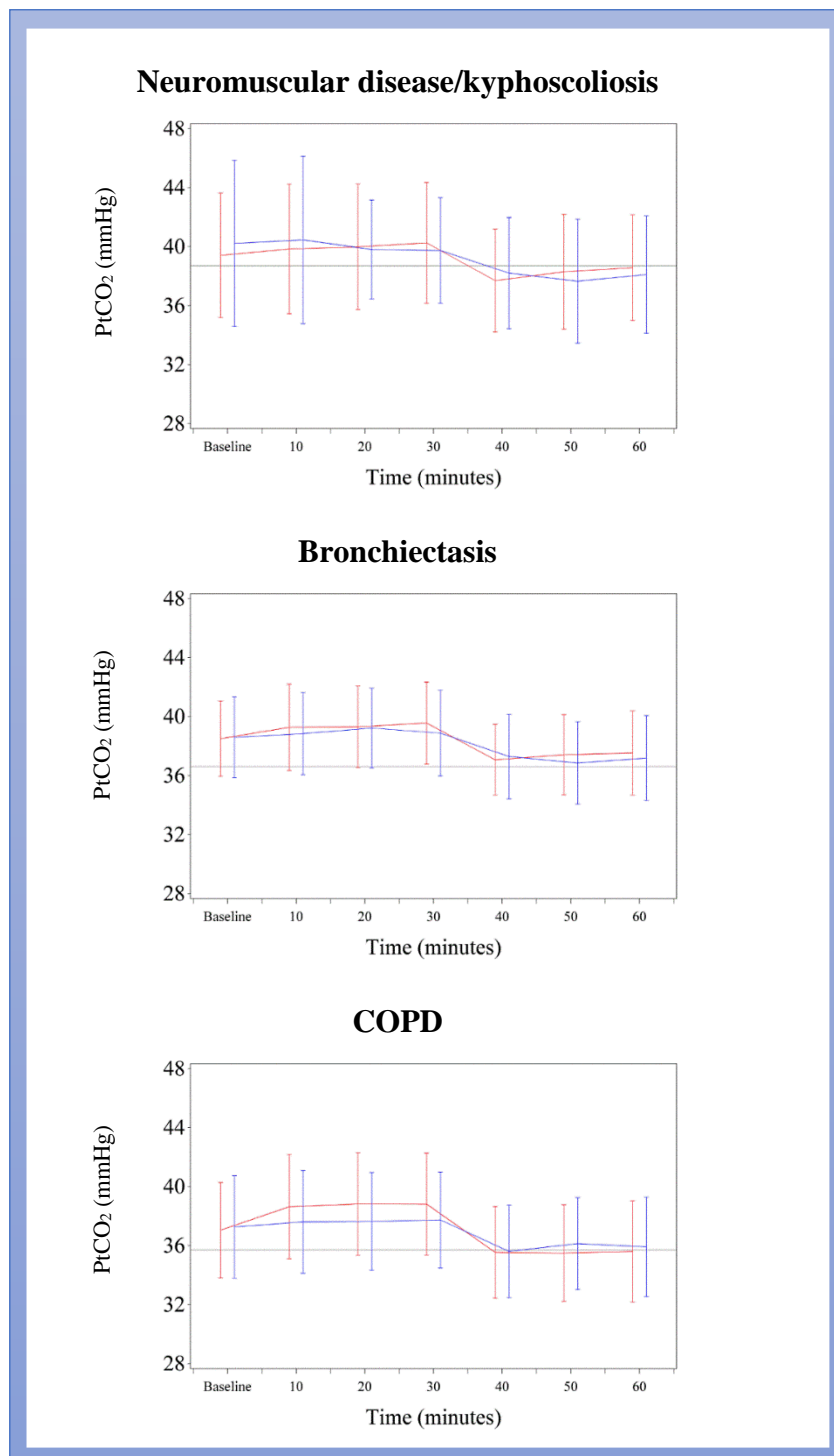 Neuromuscular disease/kyphoscoliosis
48
44
40
36
32
28
PtCO₂ (mmHg)
Baseline 10 20 30 40 50 60
Time (minutes)
Bronchiectasis
48
44
40
36
32
28
PtCO₂ (mmHg)
Baseline 10 20 30 40 50 60
Time (minutes)
COPD
48
44
40
36
32
28
PtCO₂ (mmHg)
Baseline 10 20 30 40 50 60
Time (minutes)